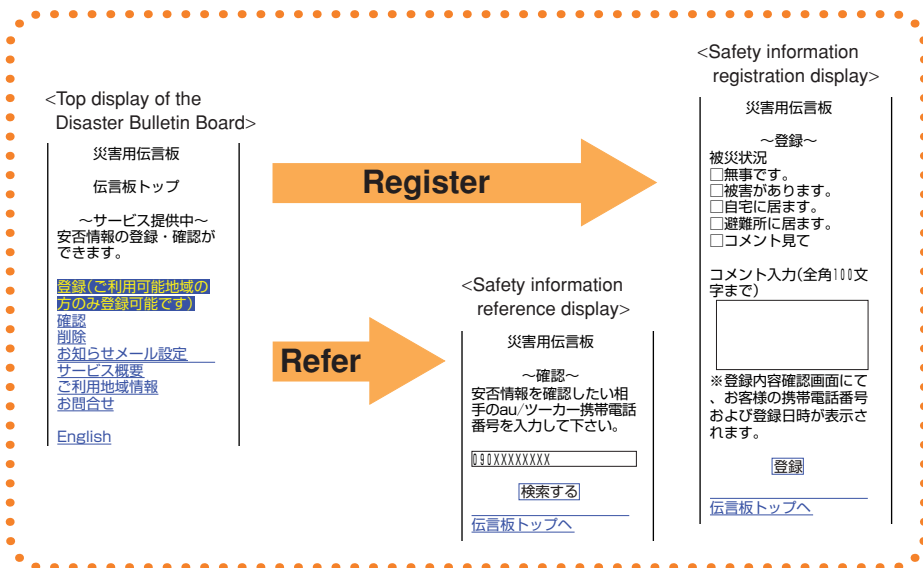 <Top display of the
Disaster Bulletin Board>
災害用伝言板
伝言板トップ
～サービス提供中～
安否情報の登録・確認が
できます。
登録(ご利用可能地域の
方のみ登録可能です)
確認
削除
お知らせメール設定
サービス概要
ご利用地域情報
お問合せ
English
Register
Refer
<Safety information
reference display>
災害用伝言板
～確認～
安否情報を確認したい相
手のau/ツーカー携帯電話
番号を入力して下さい。
090XXXXXXXX
検索する
伝言板トップへ
<Safety information
registration display>
災害用伝言板
～登録～
被災状況
□無事です。
□被害があります。
□自宅に居ます。
□避難所に居ます。
□コメント見て
コメント入力(全角100文
字まで)
※登録内容確認画面にて
、お客様の携帯電話番号
および登録日時が表示さ
れます。
登録
伝言板トップへ